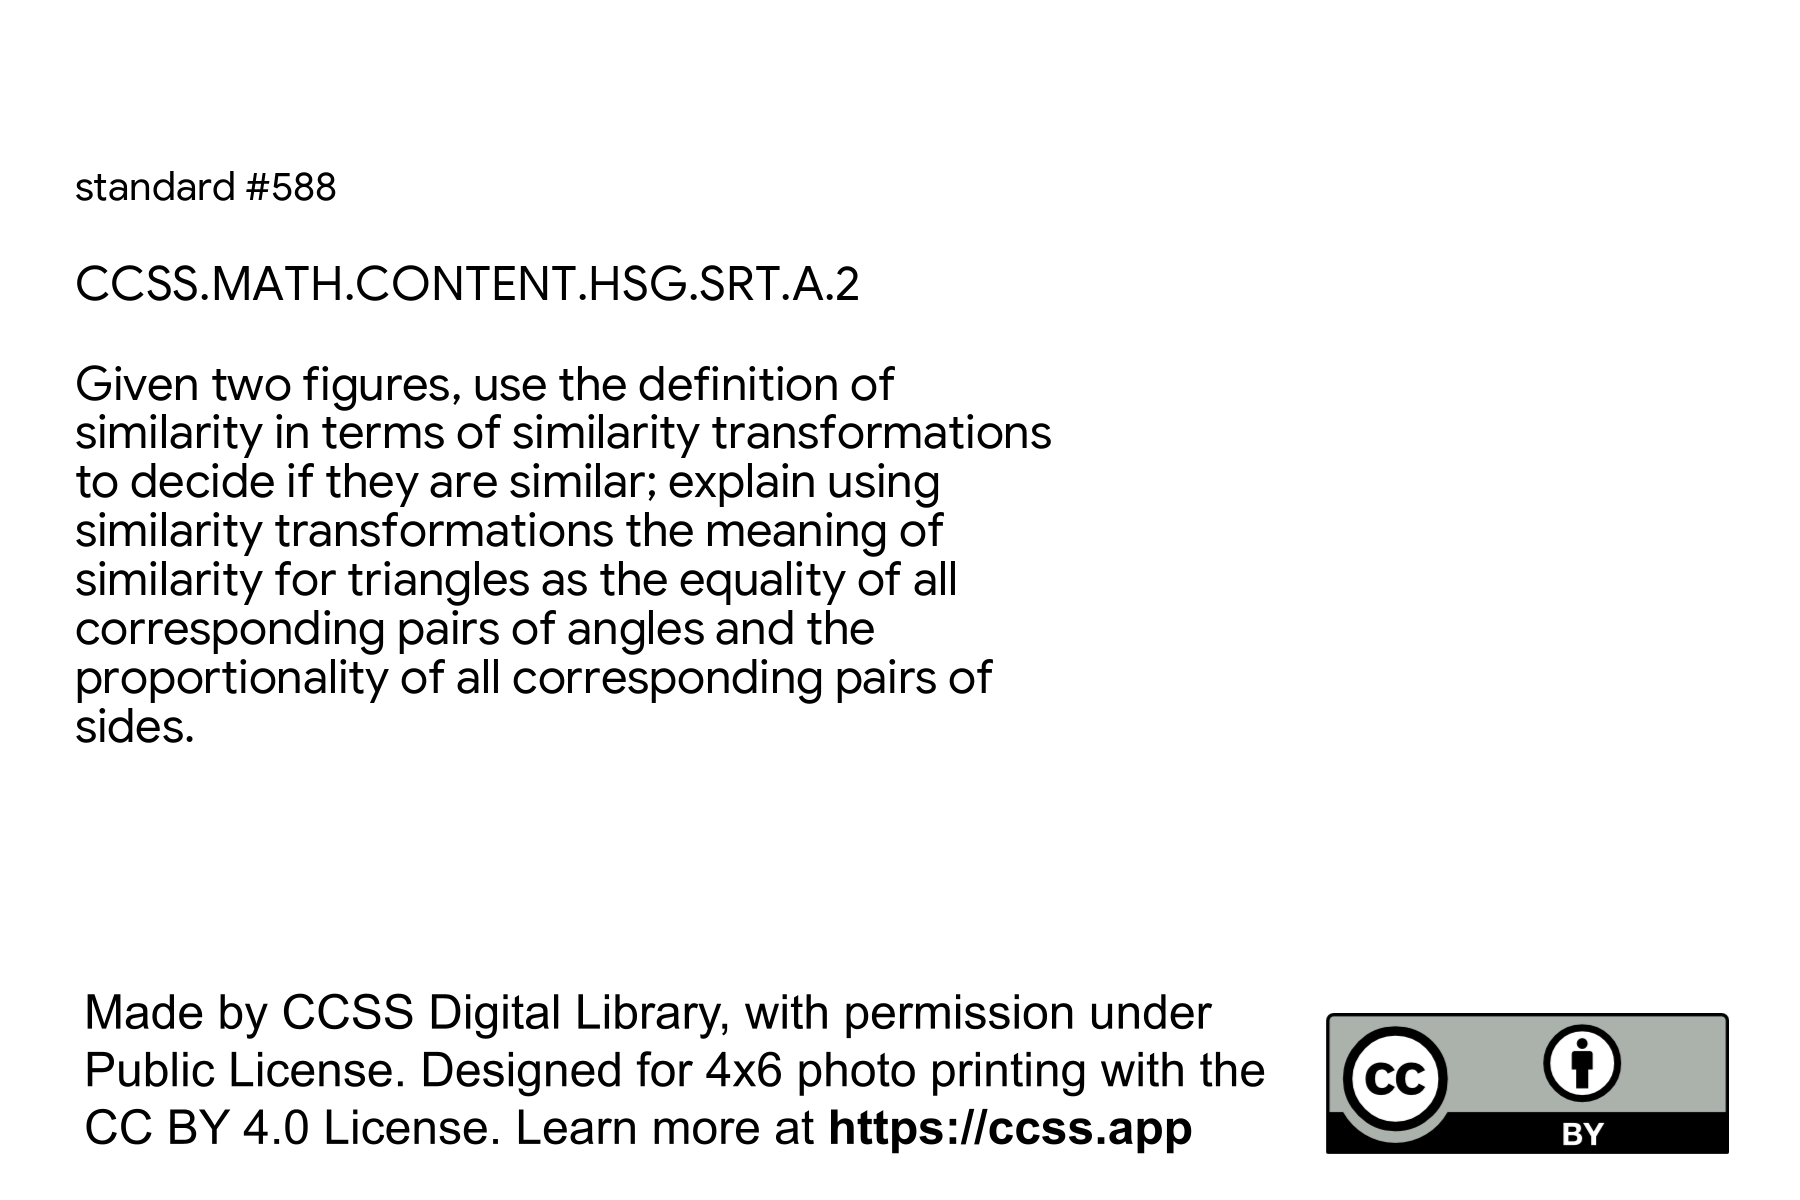 standard #588
CCSS.MATH.CONTENT.HSG.SRT.A.2
Given two figures, use the definition of
similarity in terms of similarity transformations
to decide if they are similar; explain using
similarity transformations the meaning of
similarity for triangles as the equality of all
corresponding pairs of angles and the
proportionality of all corresponding pairs of
sides.
Made by CCSS Digital Library, with permission under
Public License. Designed for 4x6 photo printing with the
CC BY 4.0 License. Learn more at https://ccss.app
CC
BY